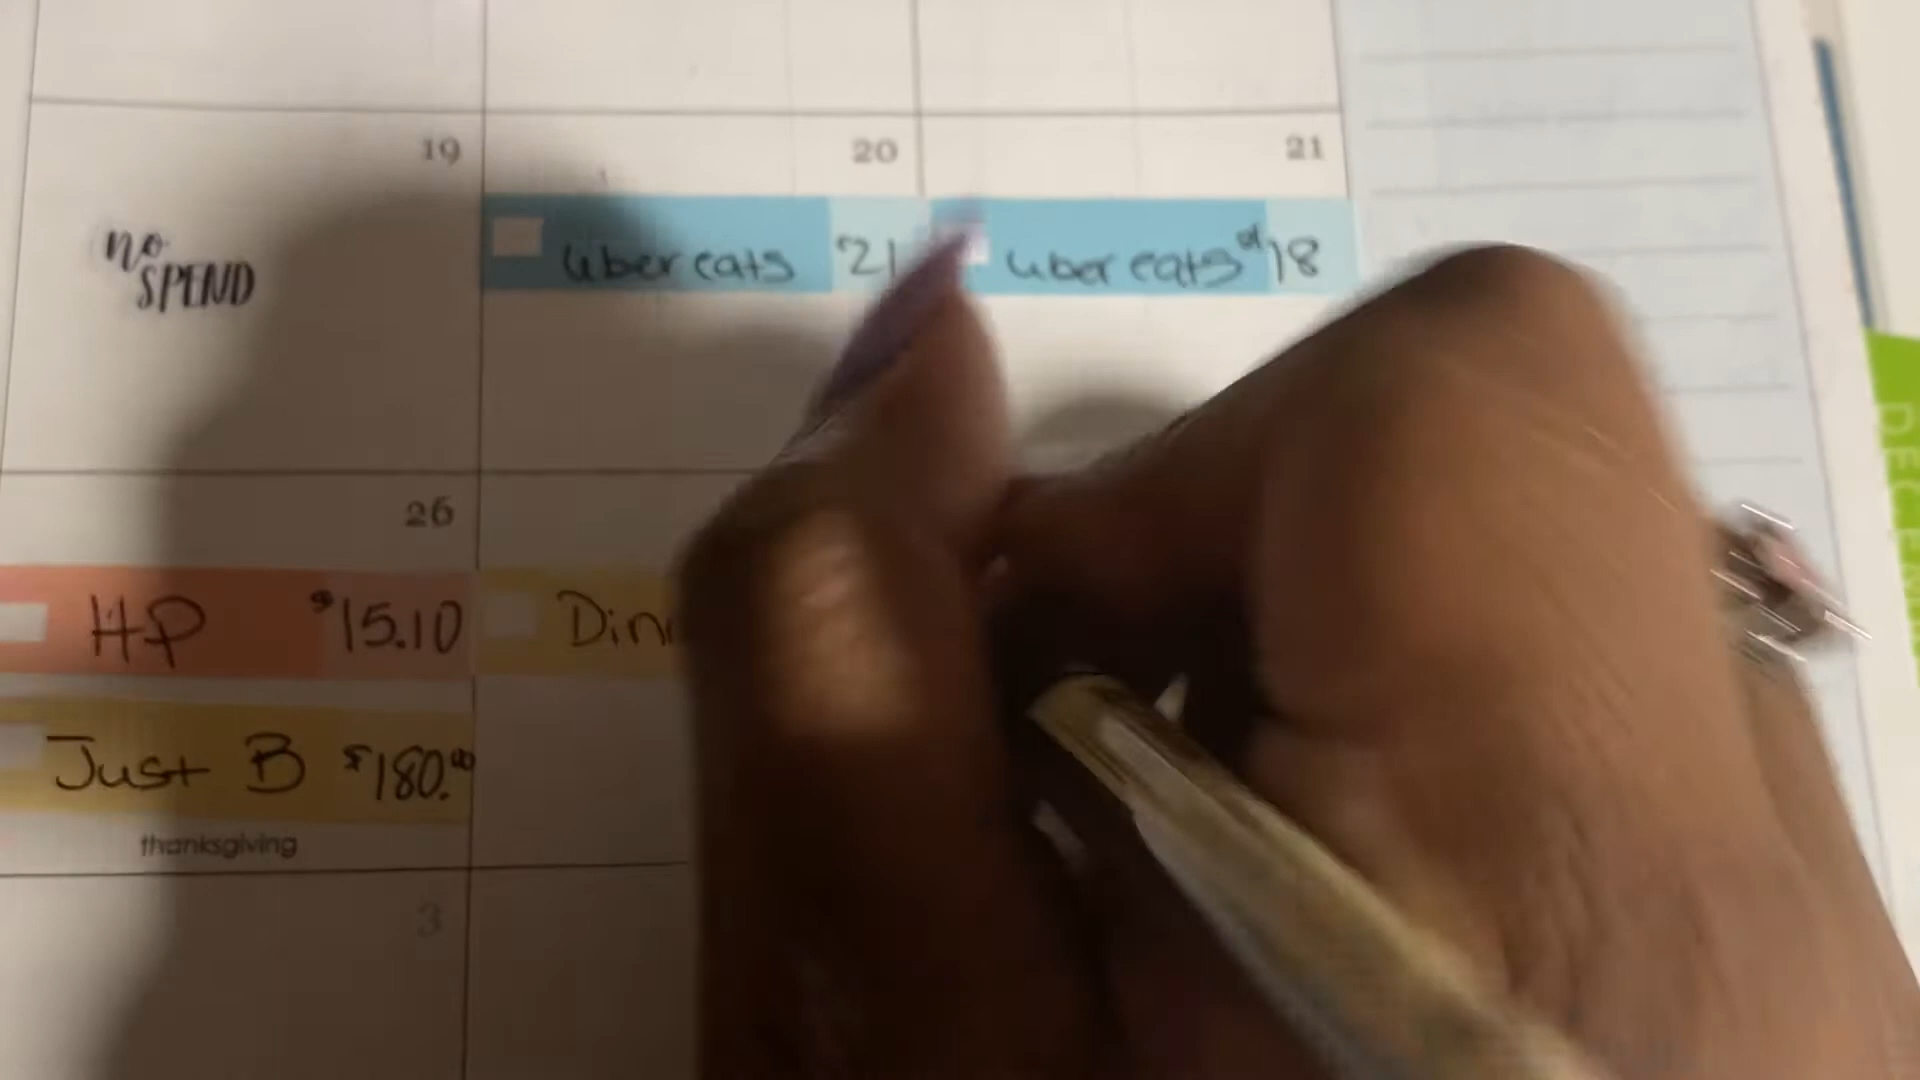 19
20
21
no
SPEND
uber eats $21
uber eats $18
26
HP $15.10
Just B $180.00
thanksgiving
3